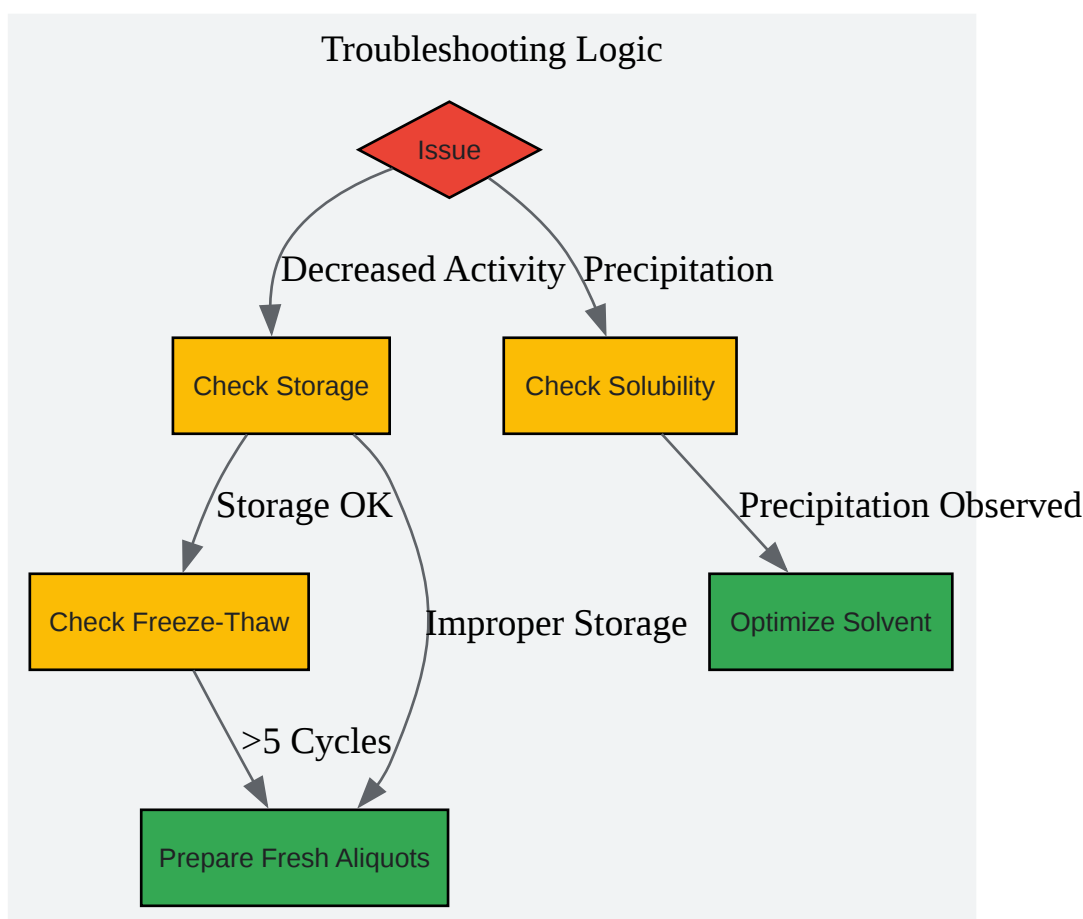 Troubleshooting Logic
Issue
Decreased Activity
Precipitation
Check Storage
Check Solubility
Storage OK
Precipitation Observed
Check Freeze-Thaw
Improper Storage
Optimize Solvent
>5 Cycles
Prepare Fresh Aliquots